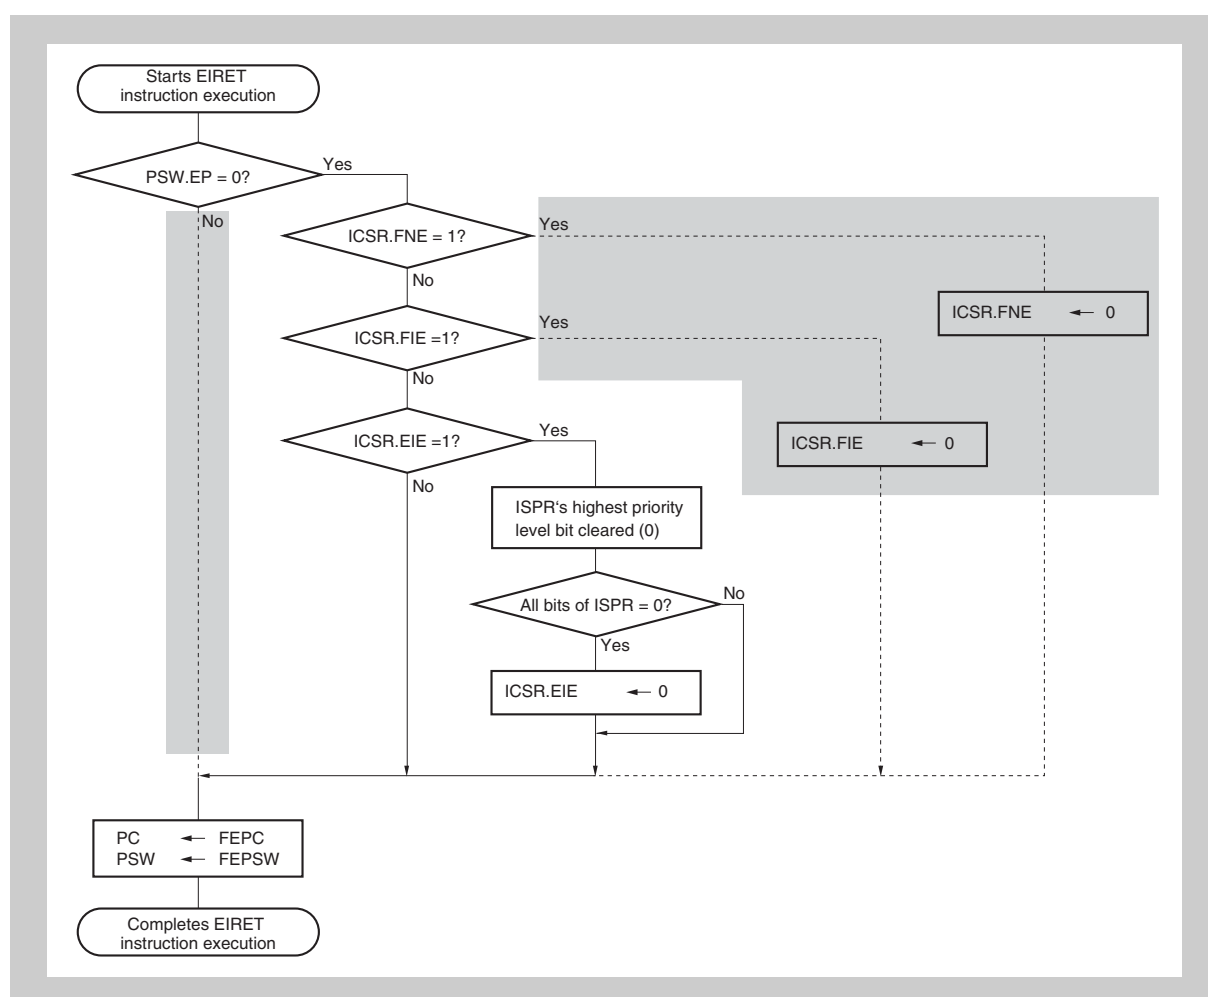 Starts EIRET
instruction execution
PSW.EP = 0?
Yes
No
ICSR.FNE = 1?
Yes
No
ICSR.FNE ← 0
ICSR.FIE =1?
Yes
No
ICSR.FIE ← 0
ICSR.EIE =1?
Yes
No
ISPR‘s highest priority
level bit cleared (0)
All bits of ISPR = 0?
No
Yes
ICSR.EIE ← 0
PC ← FEPC
PSW ← FEPSW
Completes EIRET
instruction execution